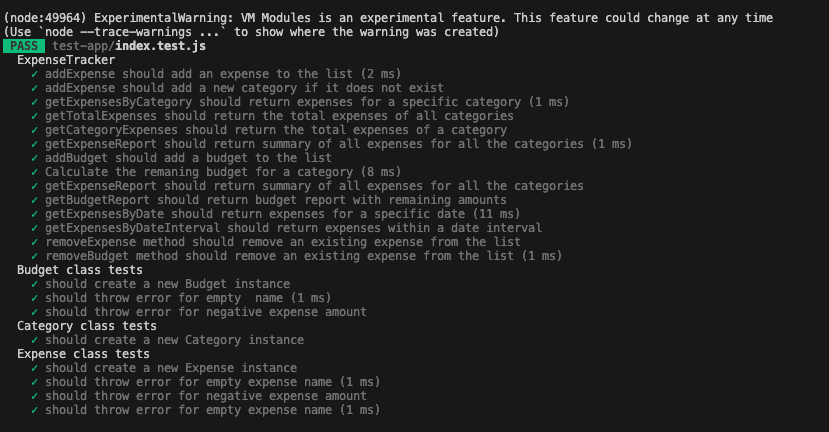 (node:49964) ExperimentalWarning: VM Modules is an experimental feature. This feature could change at any time
(Use `node --trace-warnings ...` to show where the warning was created)
PASS test-app/index.test.js
ExpenseTracker
✓ addExpense should add an expense to the list (2 ms)
✓ addExpense should add a new category if it does not exist
✓ getExpensesByCategory should return expenses for a specific category (1 ms)
✓ getTotalExpenses should return the total expenses of all categories
✓ getCategoryExpenses should return the total expenses of a category
✓ getExpenseReport should return summary of all expenses for all the categories (1 ms)
✓ addBudget should add a budget to the list
✓ Calculate the remaning budget for a category (8 ms)
✓ getExpenseReport should return summary of all expenses for all the categories
✓ getBudgetReport should return budget report with remaining amounts
✓ getExpensesByDate should return expenses for a specific date (11 ms)
✓ getExpensesByDateInterval should return expenses within a date interval
✓ removeExpense method should remove an existing expense from the list
✓ removeBudget method should remove an existing expense from the list (1 ms)
Budget class tests
✓ should create a new Budget instance
✓ should throw error for empty  name (1 ms)
✓ should throw error for negative expense amount
Category class tests
✓ should create a new Category instance
Expense class tests
✓ should create a new Expense instance
✓ should throw error for empty expense name (1 ms)
✓ should throw error for negative expense amount
✓ should throw error for empty expense name (1 ms)